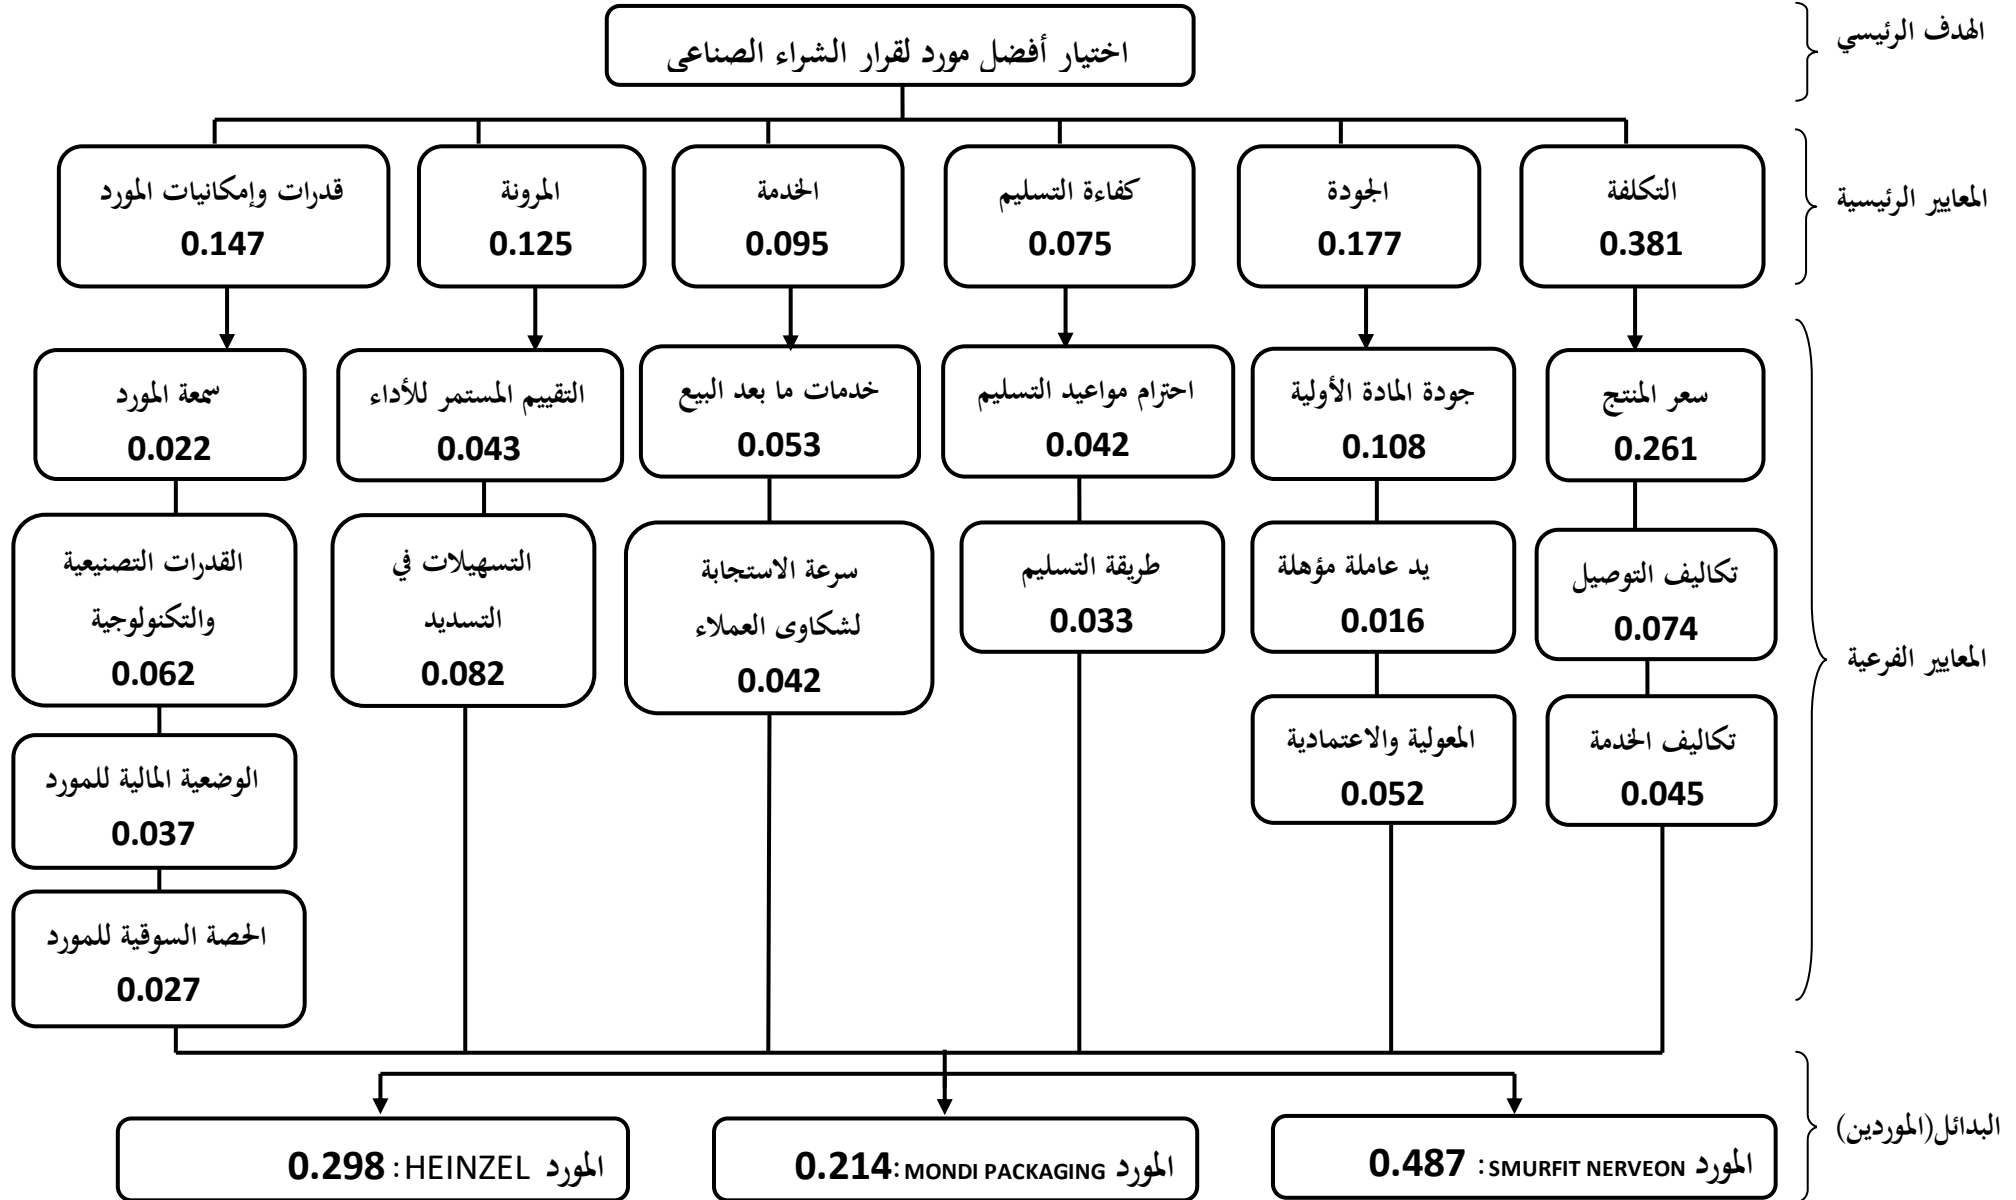 الهدف الرئيسي
اختيار أفضل مورد لقرار الشراء الصناعي
المعايير الرئيسية
التكلفة
0.381
الجودة
0.177
كفاءة التسليم
0.075
الخدمة
0.095
المرونة
0.125
قدرات وإمكانيات المورد
0.147
المعايير الفرعية
سعر المنتج
0.261
تكاليف التوصيل
0.074
تكاليف الخدمة
0.045
جودة المادة الأولية
0.108
يد عاملة مؤهلة
0.016
المعولية والاعتمادية
0.052
احترام مواعيد التسليم
0.042
طريقة التسليم
0.033
خدمات ما بعد البيع
0.053
سرعة الاستجابة
لشكاوى العملاء
0.042
التقييم المستمر للأداء
0.043
التسهيلات في
التسديد
0.082
سمعة المورد
0.022
القدرات التصنيعية
والتكنولوجية
0.062
الوضعية المالية للمورد
0.037
الحصة السوقية للمورد
0.027
البدائل(الموردين)
المورد SMURFIT NERVEON: 0.487
المورد MONDI PACKAGING: 0.214
المورد HEINZEL: 0.298